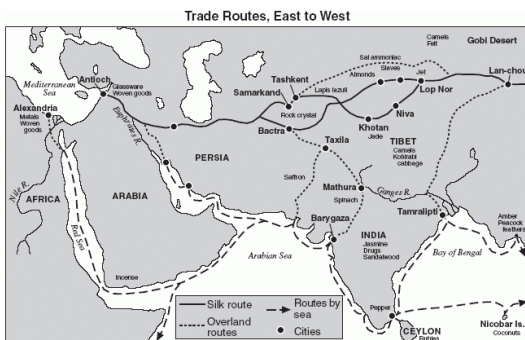 Trade Routes, East to West
Camels
Felt
Gobi Desert
Sal ammoniac
Slaves
Almonds
Jet
Lan-chou
Tashkent
Lapis lazuli
Samarkand
Lop Nor
Antioch
Glassware
Woven goods
Mediterranean
Sea
Alexandria
Metals
Woven
goods
Rock crystal
Niva
Khotan
Jade
Bactra
Taxila
TIBET
Camels
Kohlrabi
cabbage
Euphrates R.
PERSIA
Saffron
Mathura
Spinach
Ganges R.
Nile R.
AFRICA
ARABIA
Tamralipti
Barygaza
Amber
Peacock
feathers
INDIA
Jasmine
Drugs
Sandalwood
Red Sea
Arabian Sea
Bay of Bengal
Incense
Pepper
Nicobar Is.
Coconuts
CEYLON
Rubies
Silk route
Overland
routes
Routes by
sea
Cities